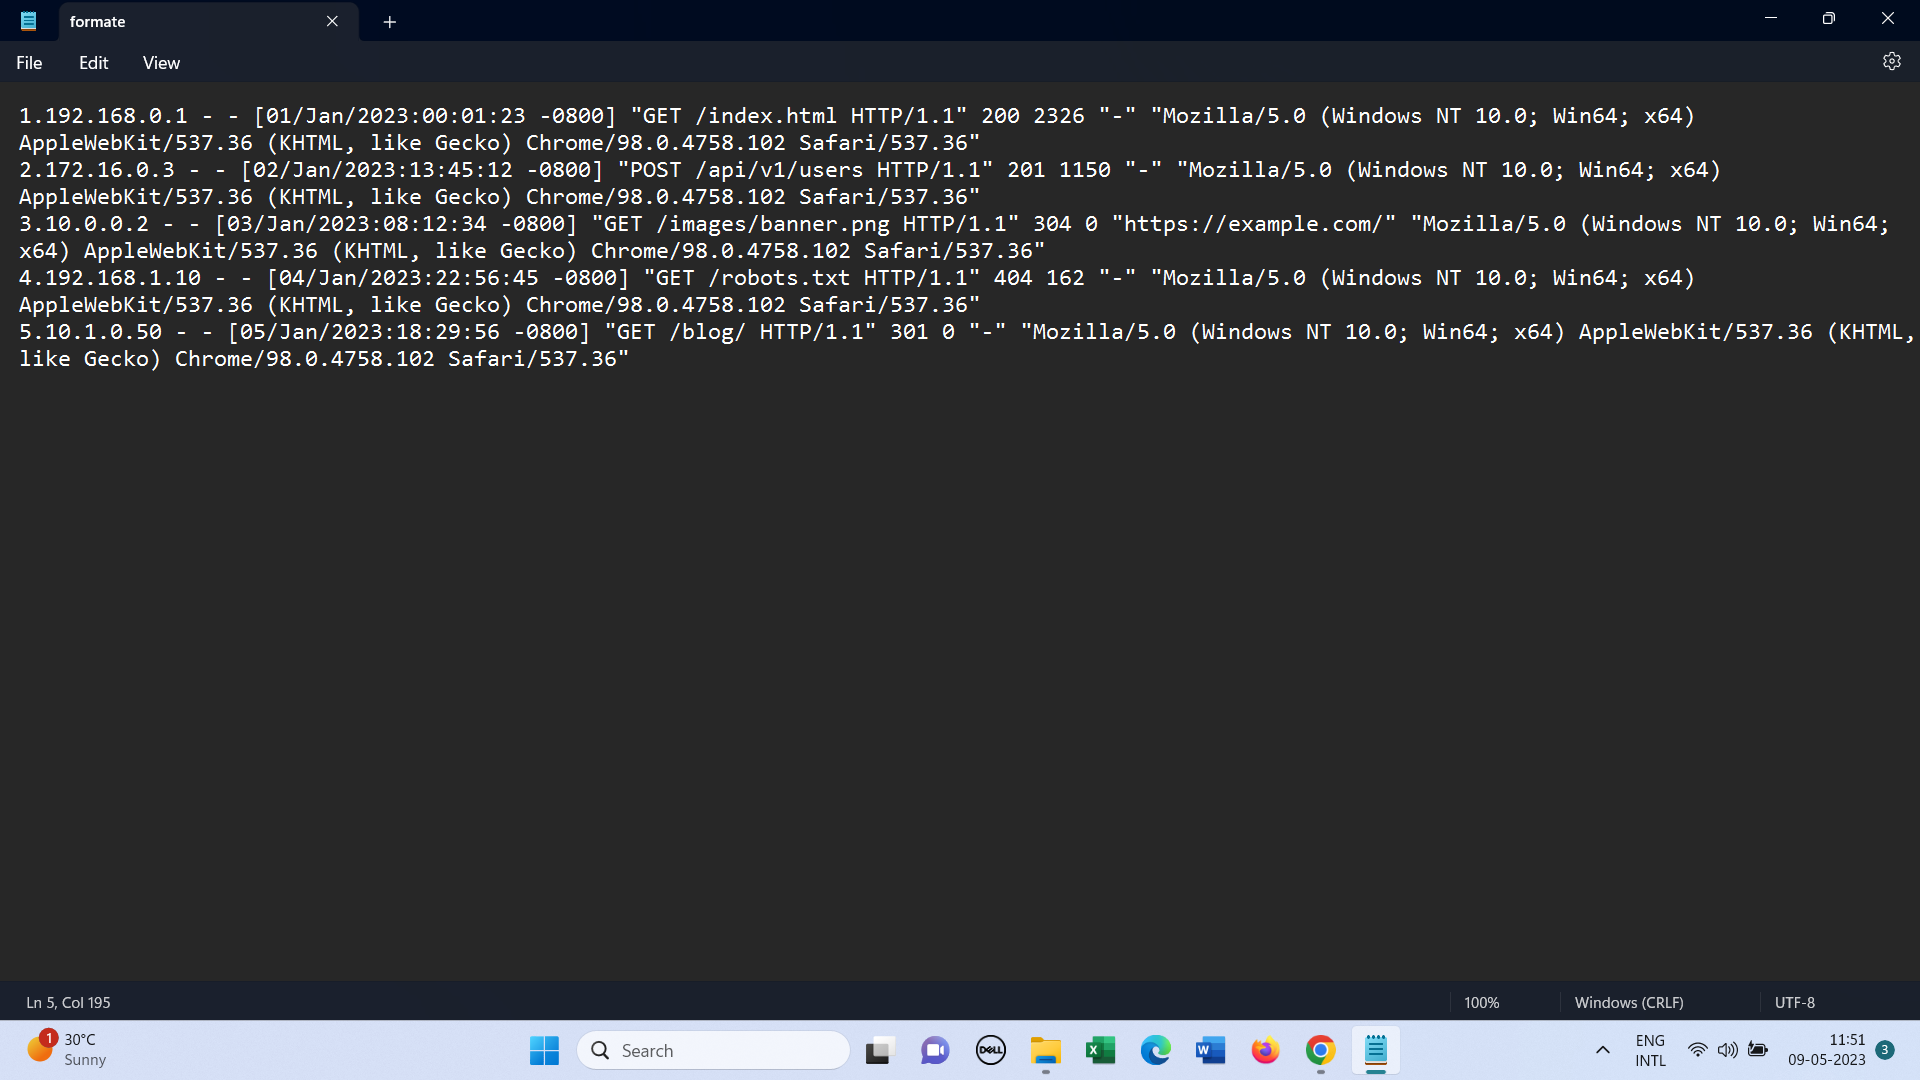 formate
File Edit View
1.192.168.0.1 - - [01/Jan/2023:00:01:23 -0800] "GET /index.html HTTP/1.1" 200 2326 "-" "Mozilla/5.0 (Windows NT 10.0; Win64; x64)
AppleWebKit/537.36 (KHTML, like Gecko) Chrome/98.0.4758.102 Safari/537.36"
2.172.16.0.3 - - [02/Jan/2023:13:45:12 -0800] "POST /api/v1/users HTTP/1.1" 201 1150 "-" "Mozilla/5.0 (Windows NT 10.0; Win64; x64)
AppleWebKit/537.36 (KHTML, like Gecko) Chrome/98.0.4758.102 Safari/537.36"
3.10.0.0.2 - - [03/Jan/2023:08:12:34 -0800] "GET /images/banner.png HTTP/1.1" 304 0 "https://example.com/" "Mozilla/5.0 (Windows NT 10.0; Win64;
x64) AppleWebKit/537.36 (KHTML, like Gecko) Chrome/98.0.4758.102 Safari/537.36"
4.192.168.1.10 - - [04/Jan/2023:22:56:45 -0800] "GET /robots.txt HTTP/1.1" 404 162 "-" "Mozilla/5.0 (Windows NT 10.0; Win64; x64)
AppleWebKit/537.36 (KHTML, like Gecko) Chrome/98.0.4758.102 Safari/537.36"
5.10.1.0.50 - - [05/Jan/2023:18:29:56 -0800] "GET /blog/ HTTP/1.1" 301 0 "-" "Mozilla/5.0 (Windows NT 10.0; Win64; x64) AppleWebKit/537.36 (KHTML,
like Gecko) Chrome/98.0.4758.102 Safari/537.36"
Ln 5, Col 195 100% Windows (CRLF) UTF-8
1 30°C
Sunny
Search
DELL
X
W
ENG
INTL
11:51
09-05-2023
3